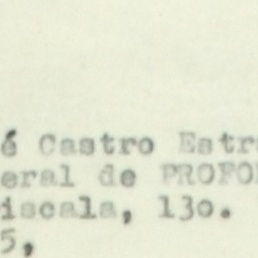 é Castro Estr
eral de PROFO
iscala, 13o.
5,